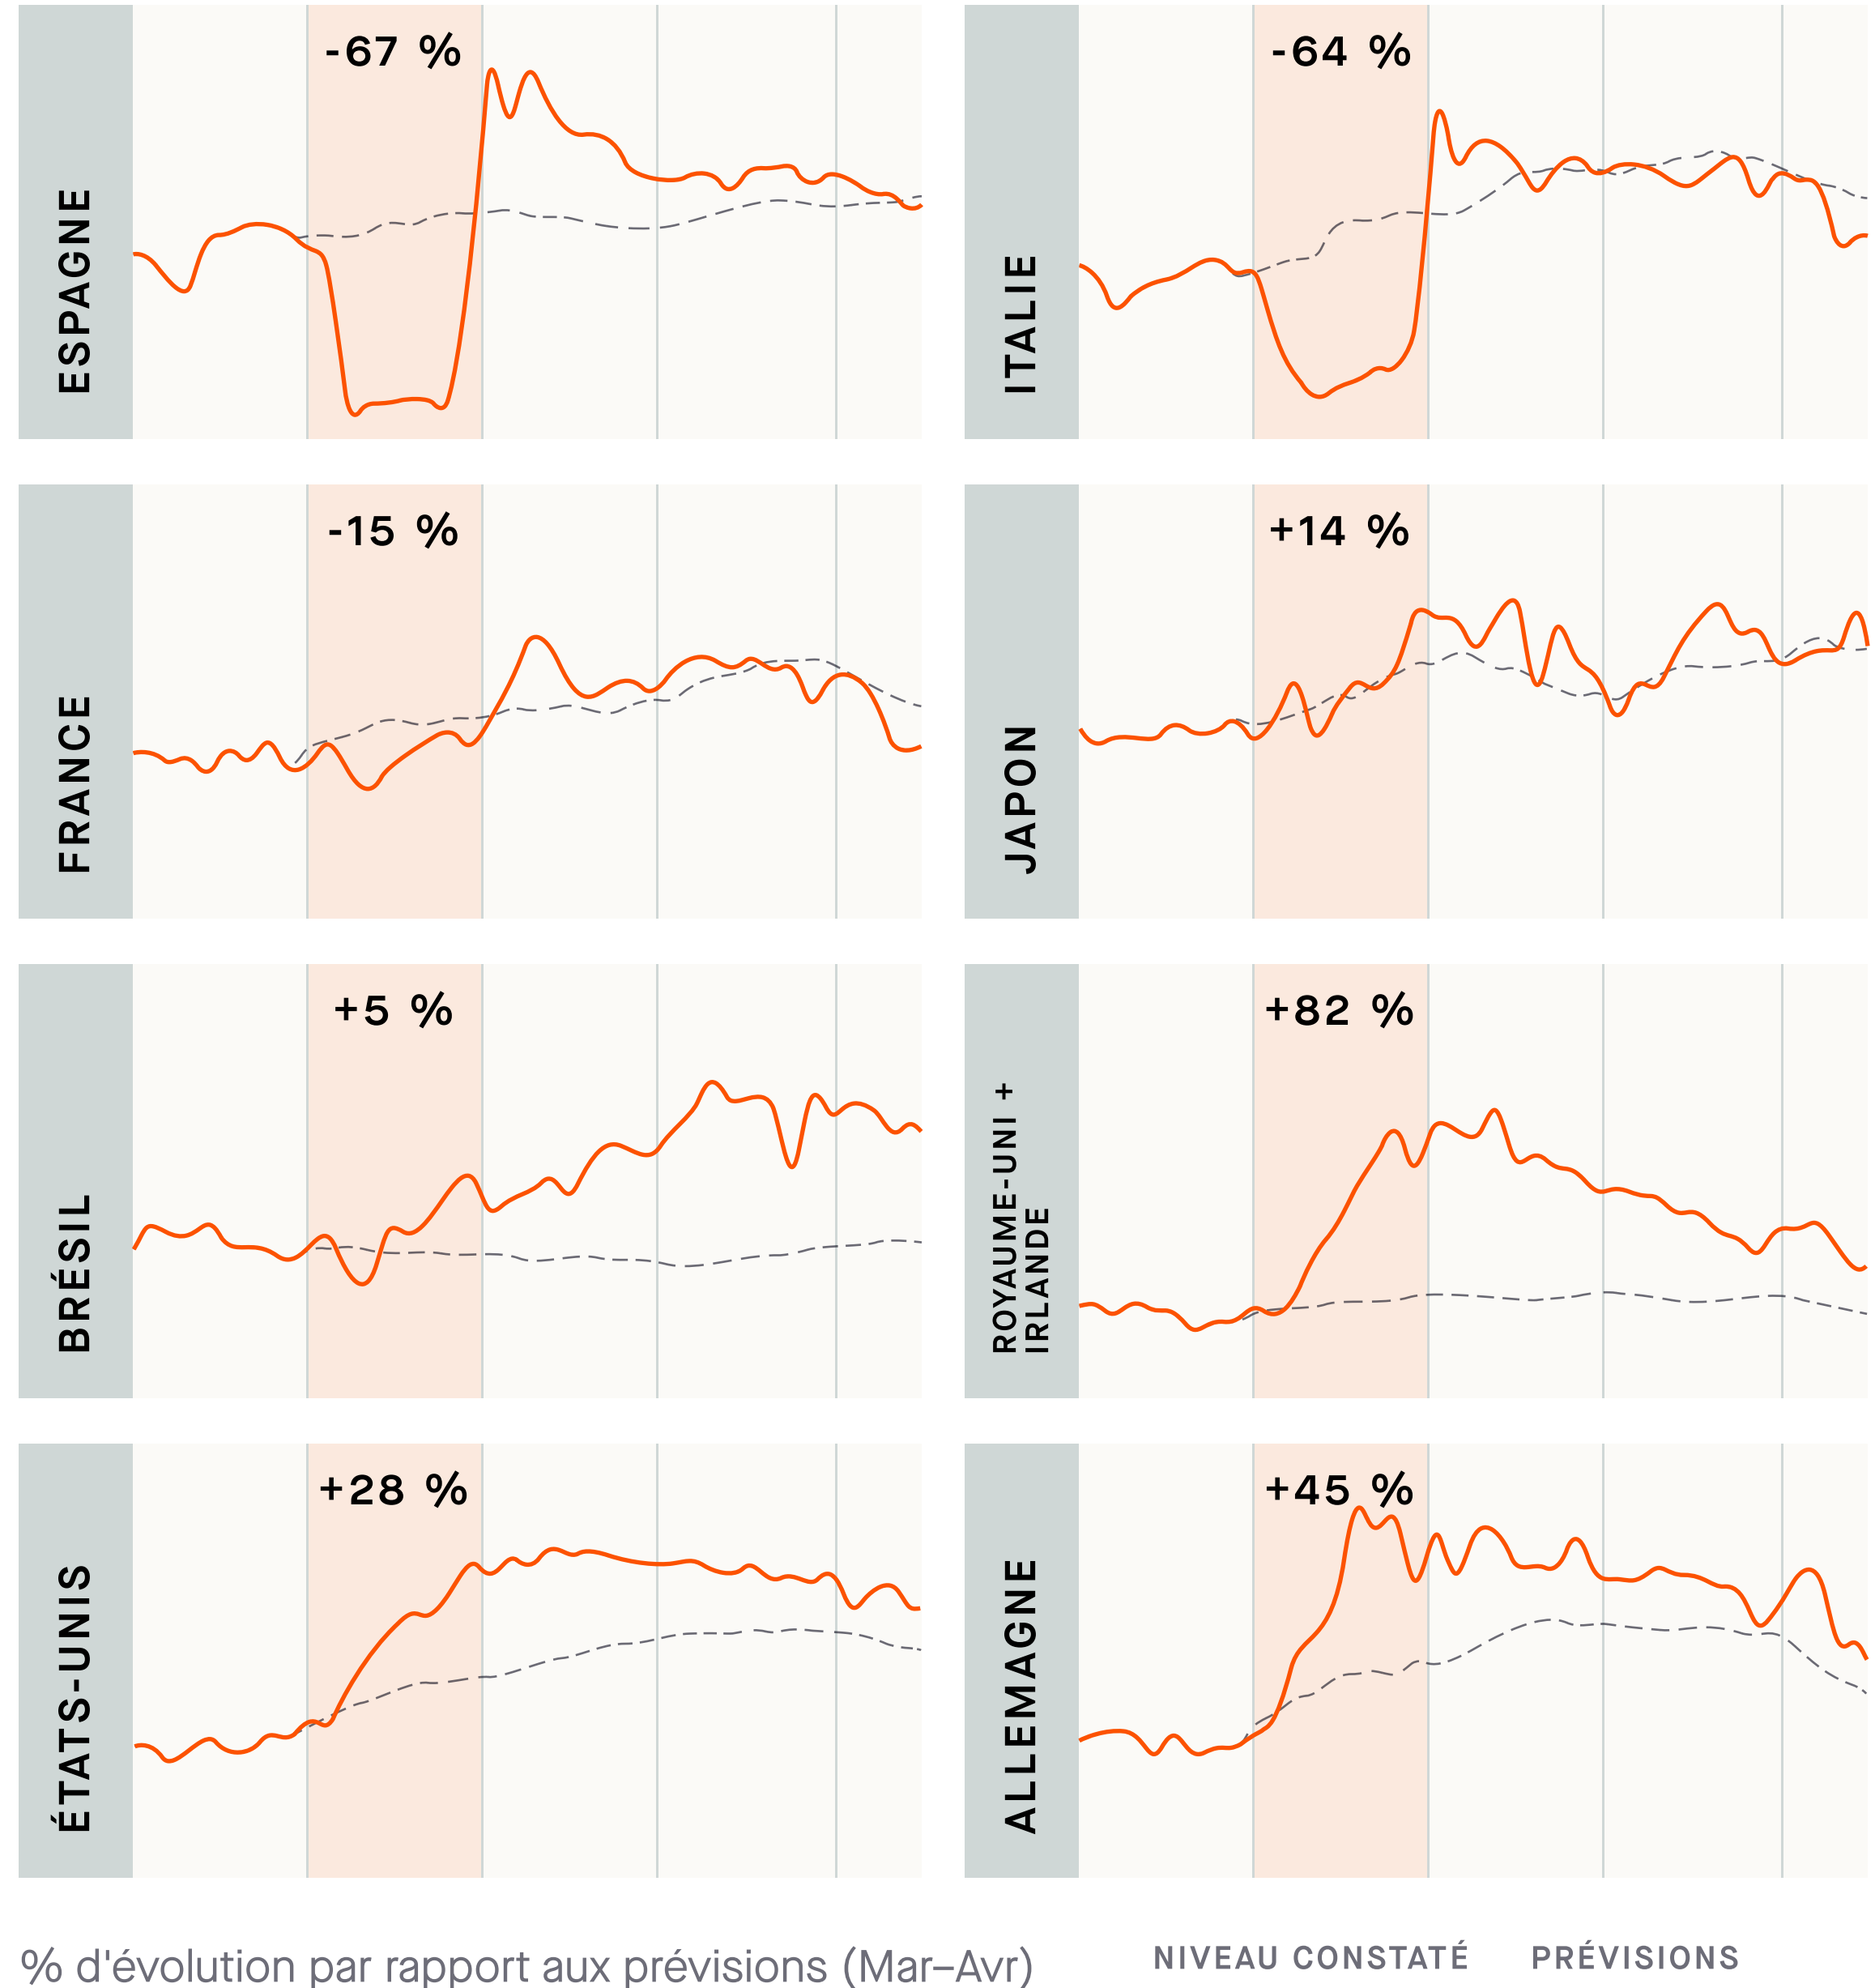 ESPAGNE
-67 %
ITALIE
-64 %
FRANCE
-15 %
JAPON
+14 %
BRÉSIL
+5 %
ROYAUME-UNI +
IRLANDE
+82 %
ÉTATS-UNIS
+28 %
ALLEMAGNE
+45 %
% d'évolution par rapport aux prévisions (Mar–Avr)
NIVEAU CONSTATÉ
PRÉVISIONS